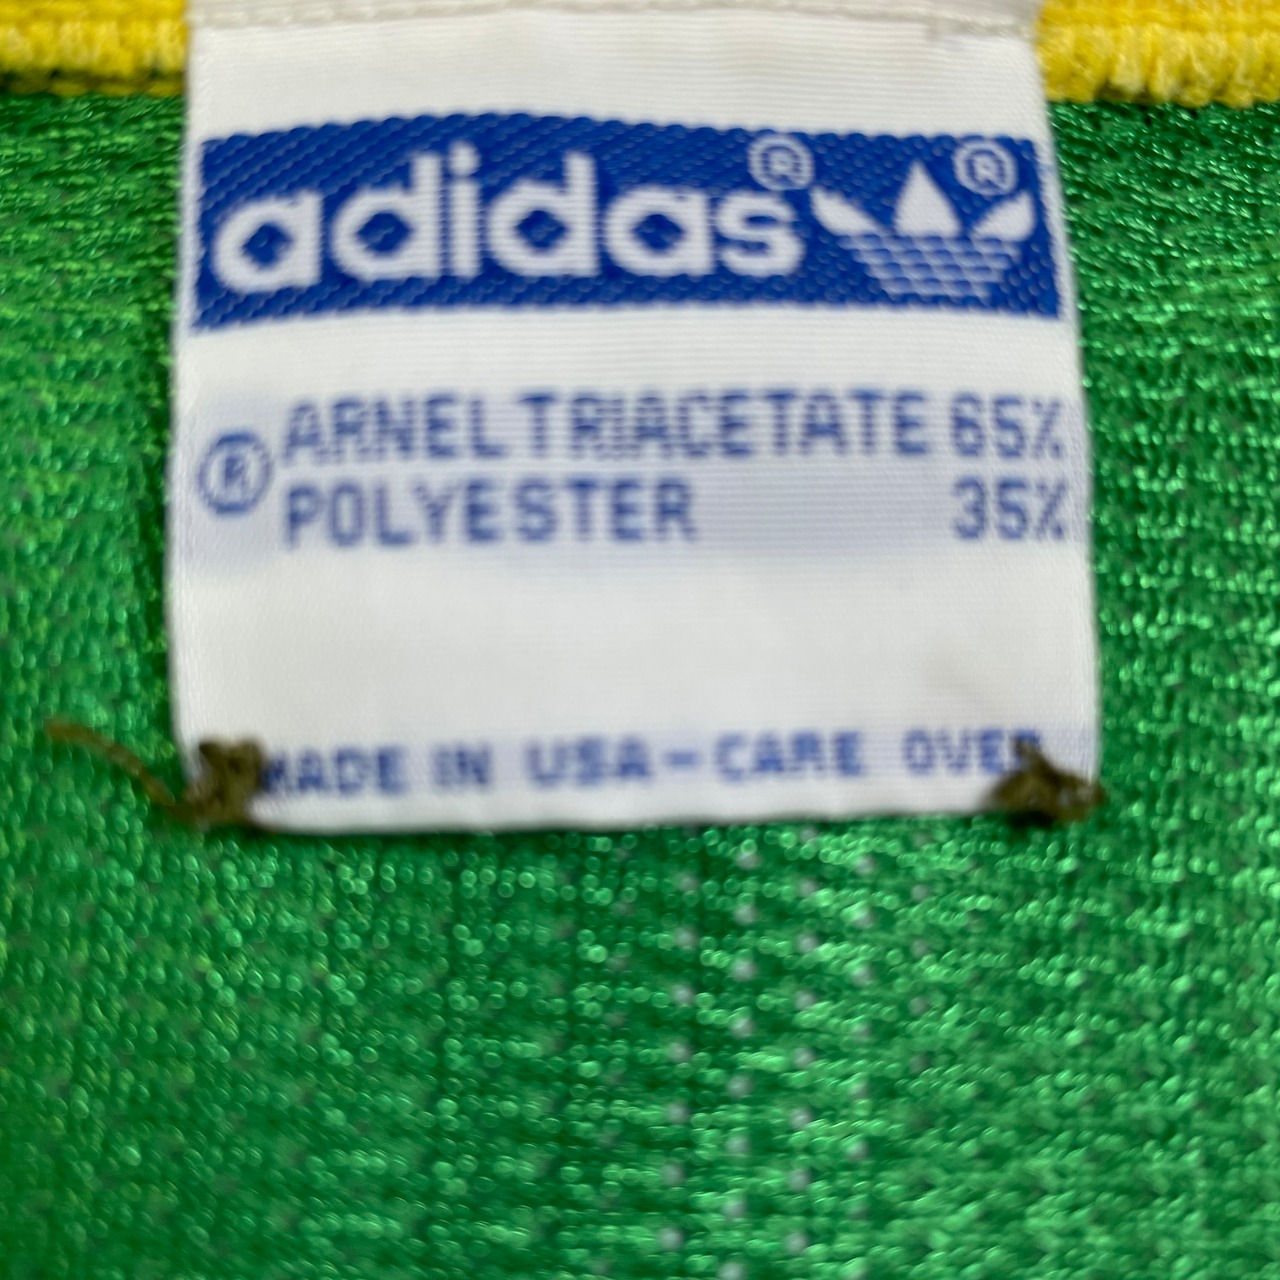 adidas® ®
ARNEL TRIACETATE 65%
® POLYESTER 35%
MADE IN USA-CARE OVER